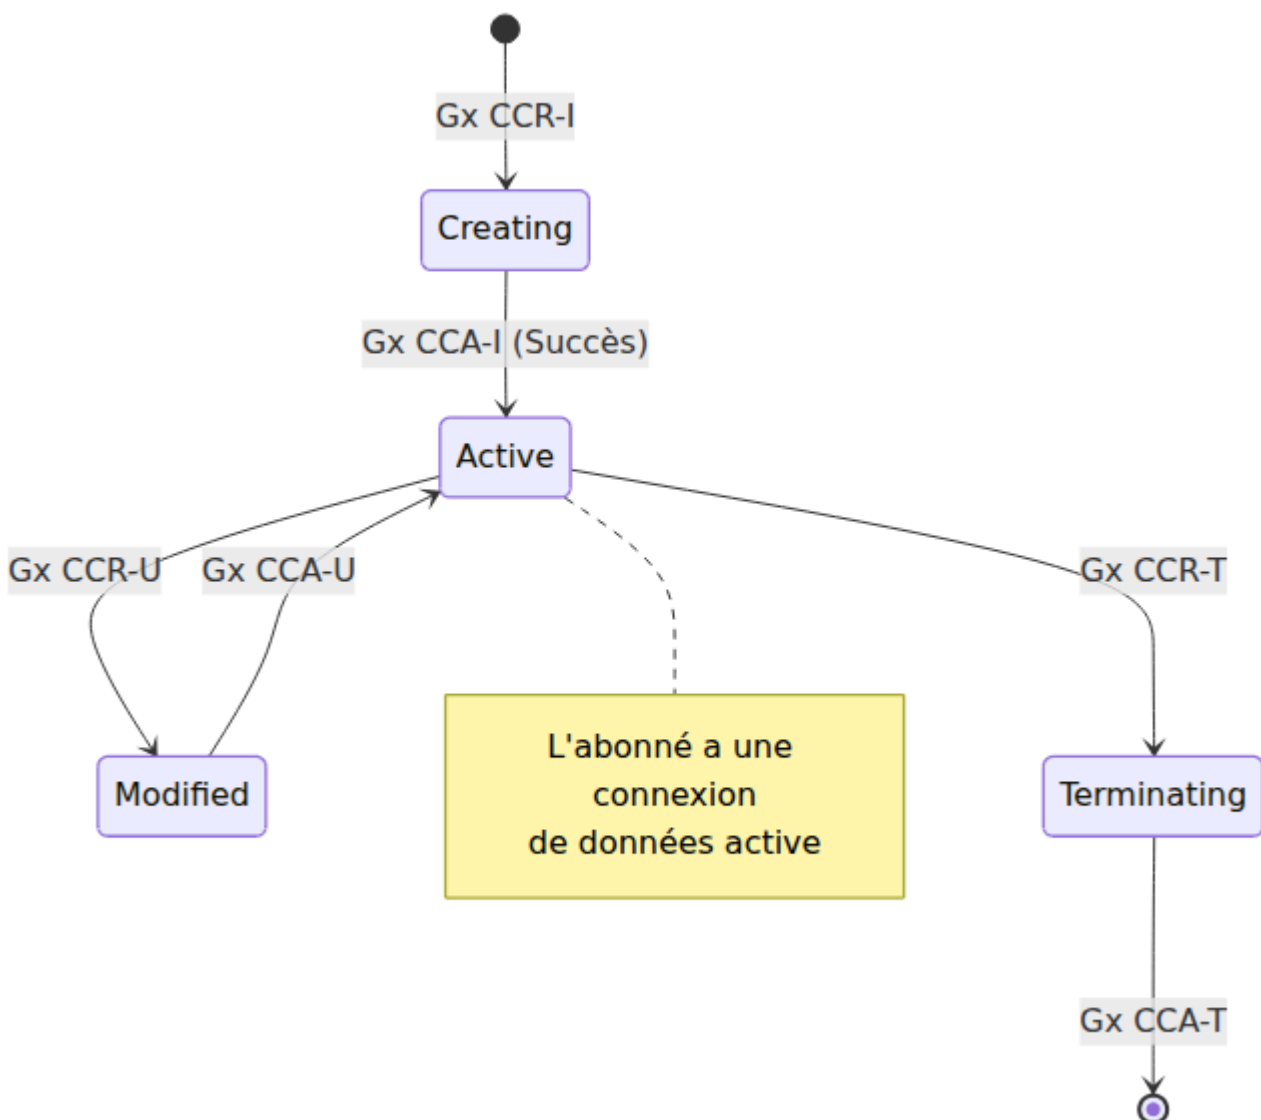 Gx CCR-I
Creating
Gx CCA-I (Succès)
Active
Gx CCR-U
Gx CCA-U
Gx CCR-T
L'abonné a une
connexion
de données active
Modified
Terminating
Gx CCA-T